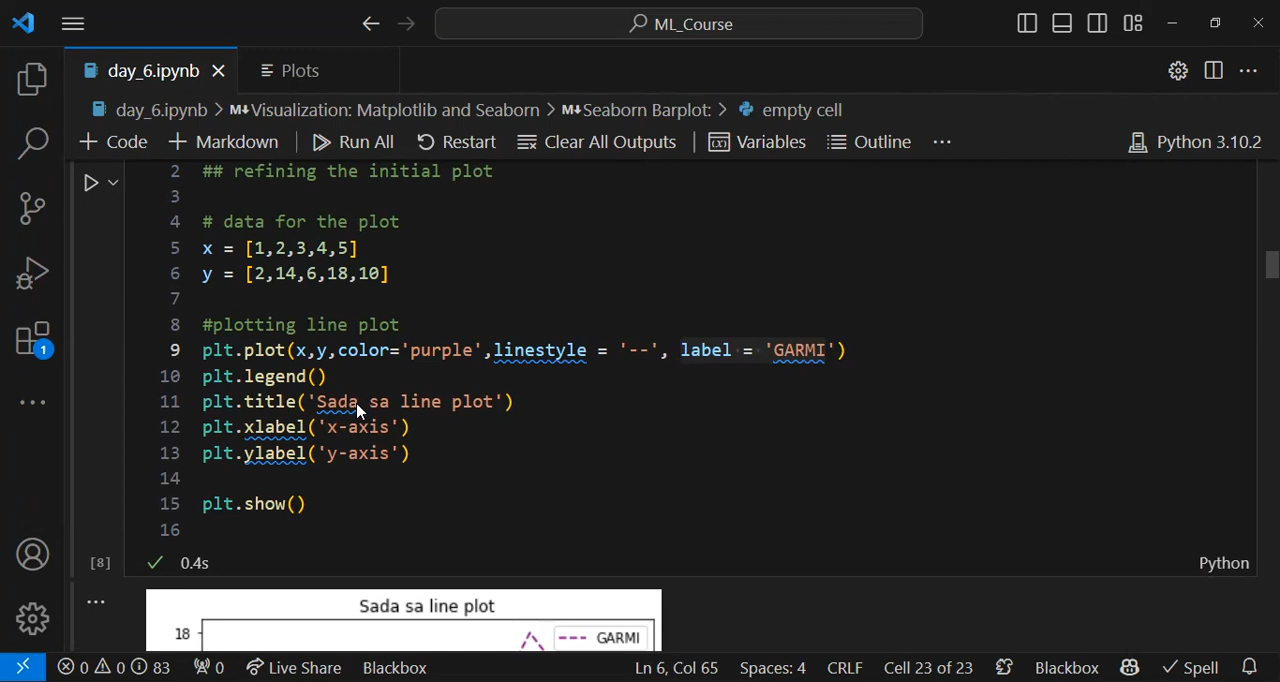 ML_Course
day_6.ipynb
Plots
day_6.ipynb > M↓Visualization: Matplotlib and Seaborn > M↓Seaborn Barplot: > empty cell
+ Code + Markdown Run All Restart Clear All Outputs Variables Outline ... Python 3.10.2
2 ## refining the initial plot
3
4 # data for the plot
5 x = [1,2,3,4,5]
6 y = [2,14,6,18,10]
7
8 #plotting line plot
9 plt.plot(x,y,color='purple',linestyle = '--', label = 'GARMI')
10 plt.legend()
11 plt.title('Sada sa line plot')
12 plt.xlabel('x-axis')
13 plt.ylabel('y-axis')
14
15 plt.show()
16
[8] ✓ 0.4s Python
Sada sa line plot
18
GARMI
1
0 0 83 0 Live Share Blackbox Ln 6, Col 65 Spaces: 4 CRLF Cell 23 of 23 Blackbox Spell